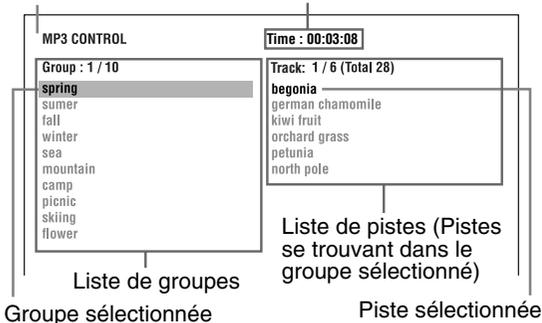 MP3 CONTROL
Time : 00:03:08
Group : 1 / 10
spring
sumer
fall
winter
sea
mountain
camp
picnic
skiing
flower
Track: 1 / 6 (Total 28)
begonia
german chamomile
kiwi fruit
orchard grass
petunia
north pole
Liste de pistes (Pistes
se trouvant dans le
groupe sélectionné)
Liste de groupes
Groupe sélectionnée
Piste sélectionnée